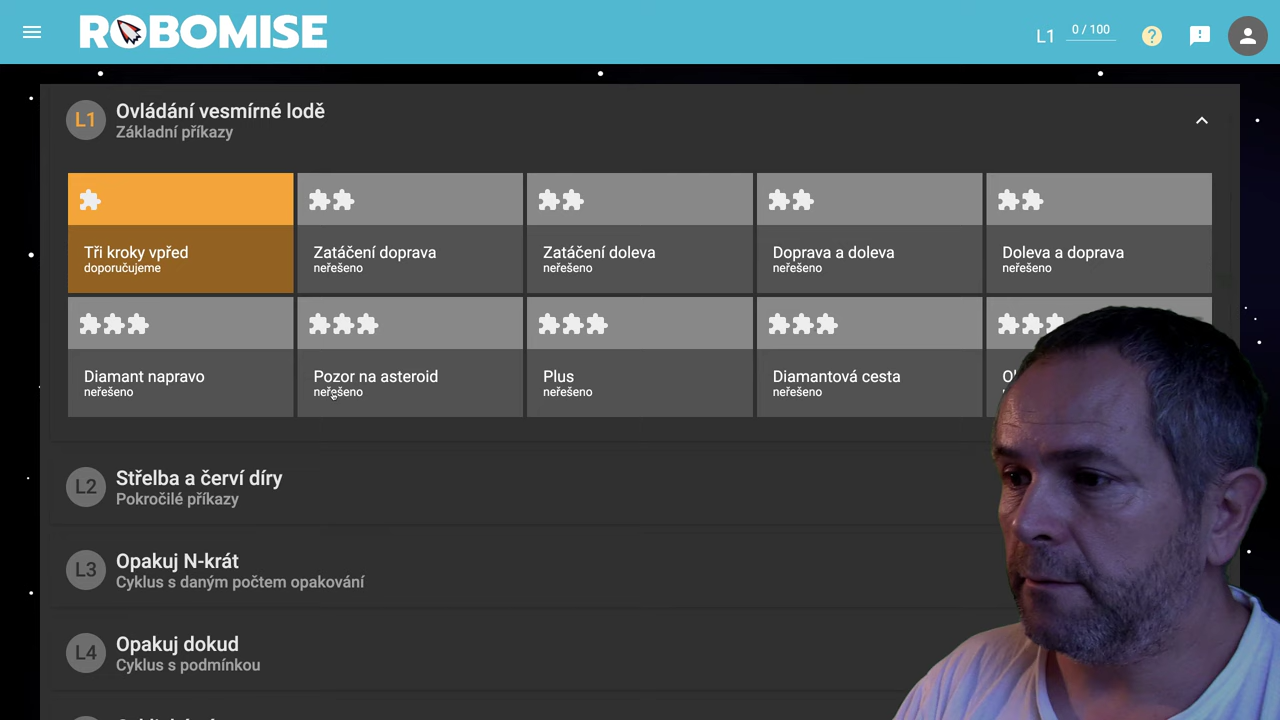 ROBOMISE
L1
0 / 100
?
L1
Ovládání vesmírné lodě
Základní příkazy
Tři kroky vpřed
doporučujeme
Zatáčení doprava
neřešeno
Zatáčení doleva
neřešeno
Doprava a doleva
neřešeno
Doleva a doprava
neřešeno
Diamant napravo
neřešeno
Pozor na asteroid
neřešeno
Plus
neřešeno
Diamantová cesta
neřešeno
L2
Střelba a červí díry
Pokročilé příkazy
L3
Opakuj N-krát
Cyklus s daným počtem opakování
L4
Opakuj dokud
Cyklus s podmínkou